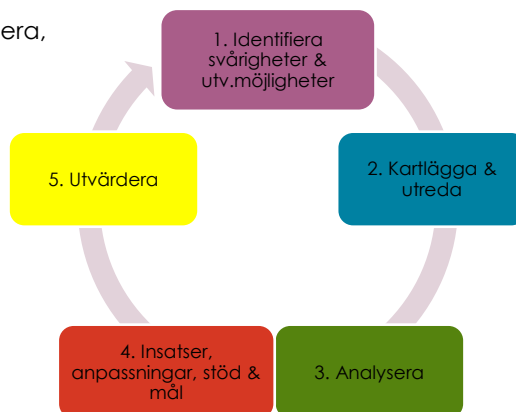 era,
1. Identifiera
svårigheter &
utv.möjligheter
2. Kartlägga &
utreda
3. Analysera
4. Insatser,
anpassningar, stöd &
mål
5. Utvärdera